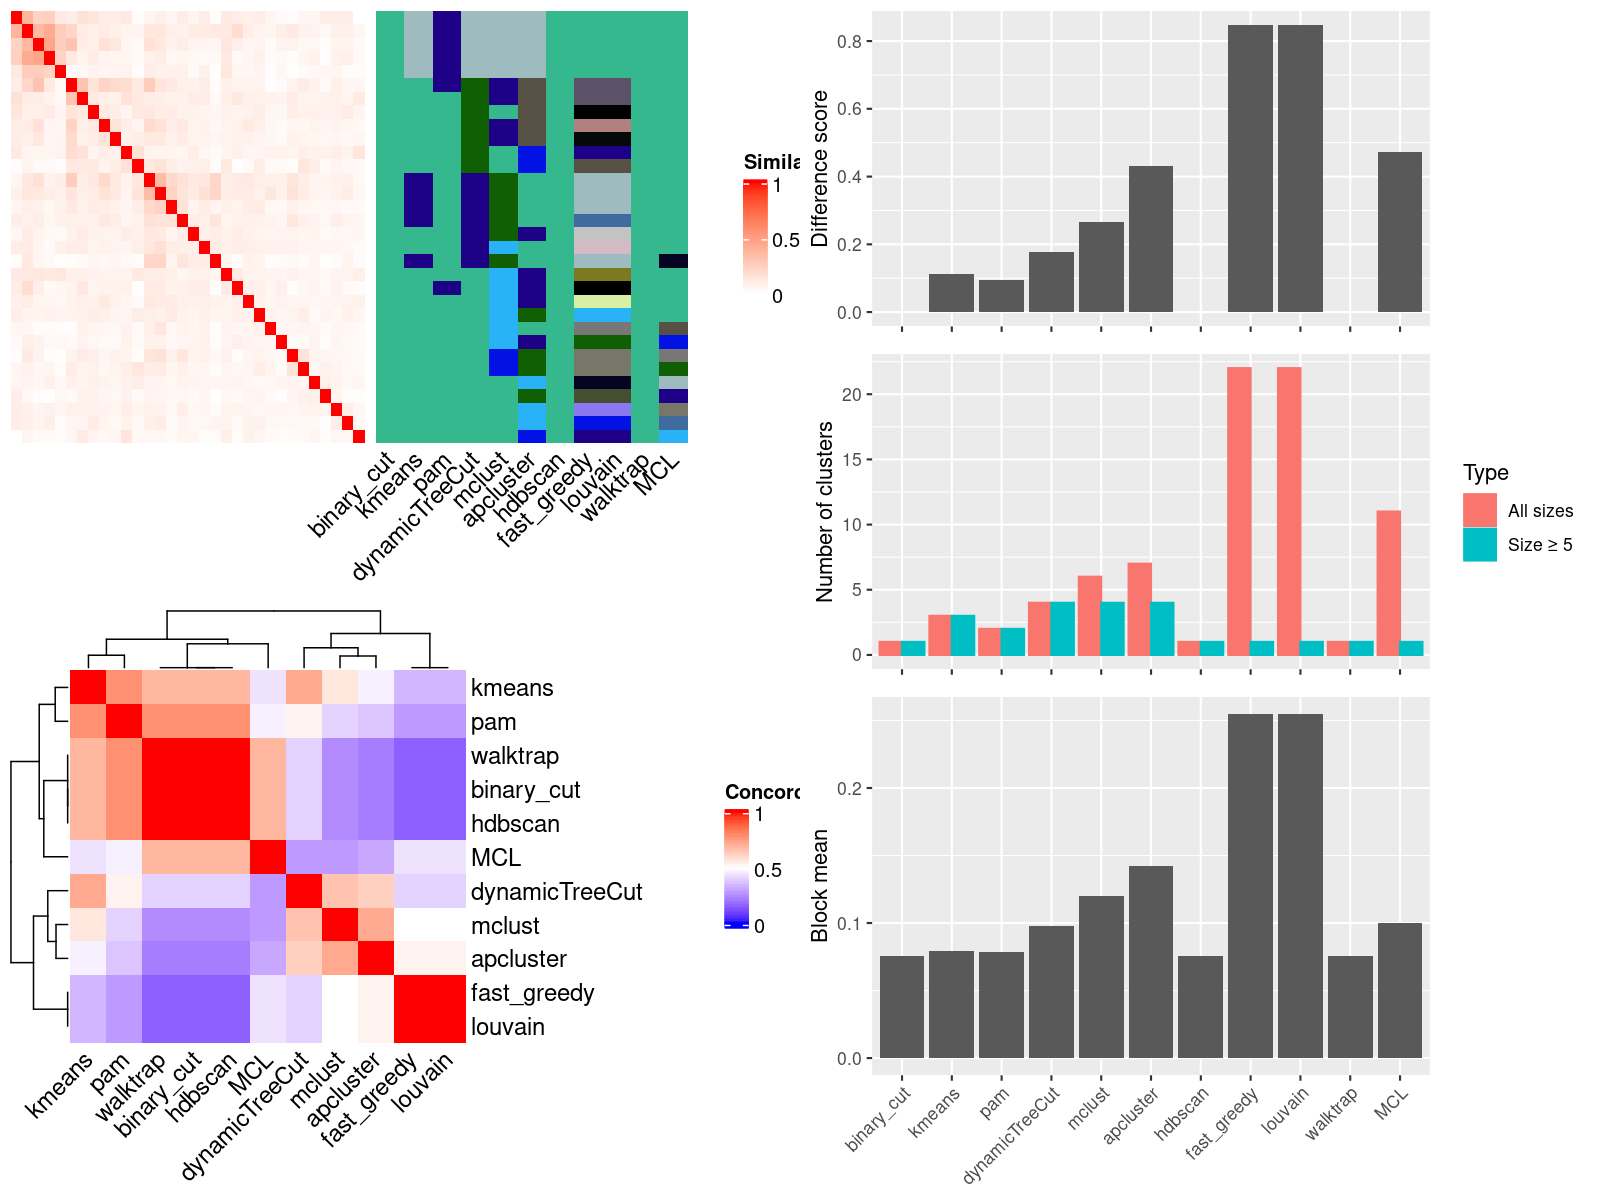 Simila
1
0.5
0
binary_cut
kmeans
pam
dynamicTreeCut
mclust
apcluster
hdbscan
fast_greedy
louvain
walktrap
MCL
kmeans
pam
walktrap
binary_cut
hdbscan
MCL
dynamicTreeCut
mclust
apcluster
fast_greedy
louvain
kmeans
pam
walktrap
binary_cut
hdbscan
MCL
dynamicTreeCut
mclust
apcluster
fast_greedy
louvain
Concord
1
0.5
0
Difference score
0.8
0.6
0.4
0.2
0.0
Number of clusters
20
15
10
5
0
Type
All sizes
Size ≥ 5
Block mean
0.2
0.1
0.0
binary_cut
kmeans
pam
dynamicTreeCut
mclust
apcluster
hdbscan
fast_greedy
louvain
walktrap
MCL